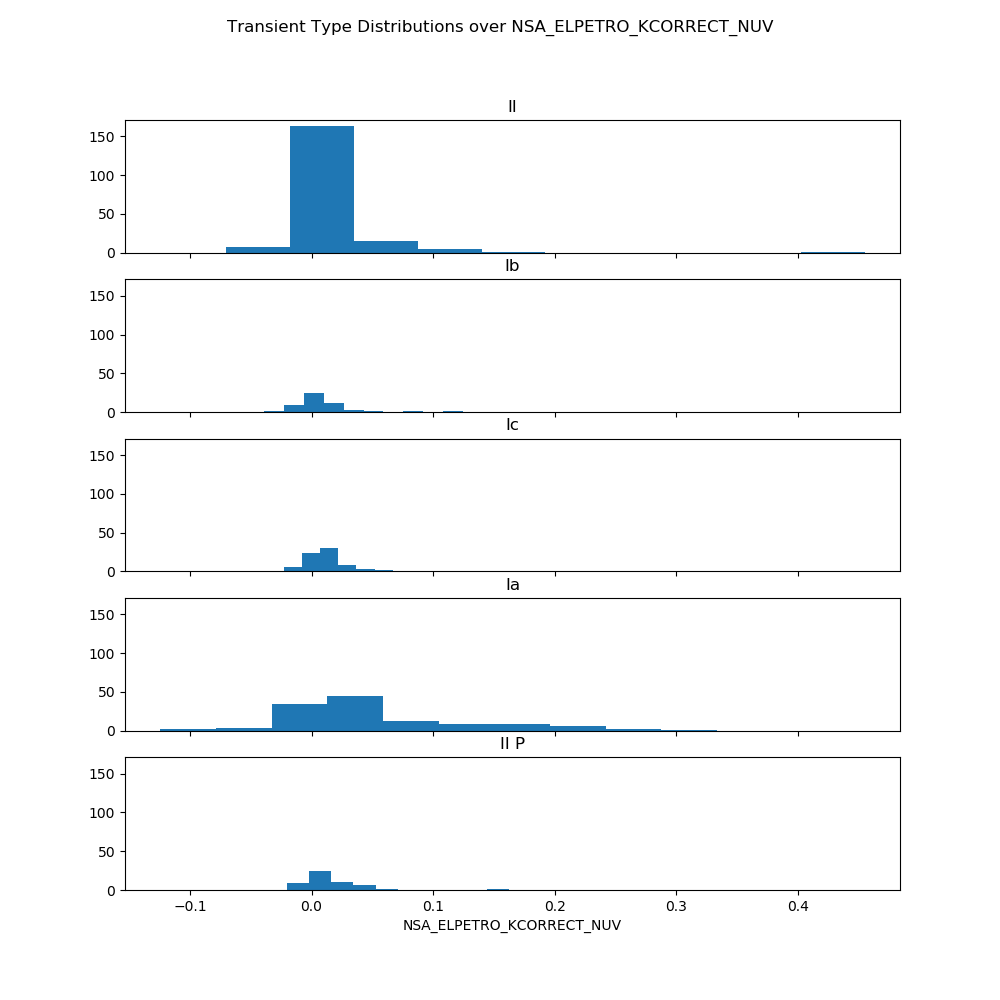 Transient Type Distributions over NSA_ELPETRO_KCORRECT_NUV
II
150
100
50
0
Ib
150
100
50
0
Ic
150
100
50
0
Ia
150
100
50
0
II P
150
100
50
0
−0.1 0.0 0.1 0.2 0.3 0.4
NSA_ELPETRO_KCORRECT_NUV